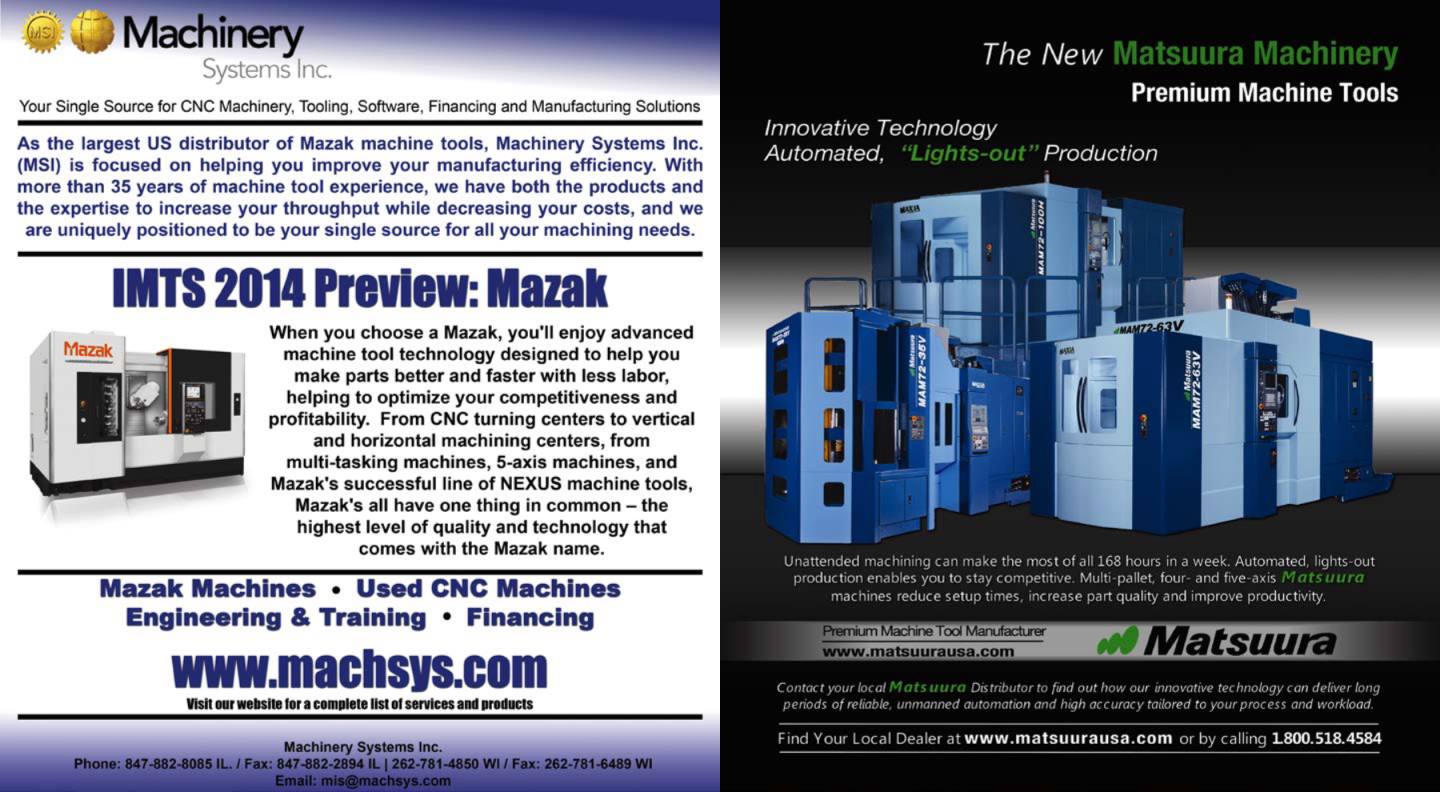 MSI
Machinery
Systems Inc.
Your Single Source for CNC Machinery, Tooling, Software, Financing and Manufacturing Solutions
As the largest US distributor of Mazak machine tools, Machinery Systems Inc.
(MSI) is focused on helping you improve your manufacturing efficiency. With
more than 35 years of machine tool experience, we have both the products and
the expertise to increase your throughput while decreasing your costs, and we
are uniquely positioned to be your single source for all your machining needs.
IMTS 2014 Preview: Mazak
Mazak
When you choose a Mazak, you'll enjoy advanced
machine tool technology designed to help you
make parts better and faster with less labor,
helping to optimize your competitiveness and
profitability. From CNC turning centers to vertical
and horizontal machining centers, from
multi-tasking machines, 5-axis machines, and
Mazak's successful line of NEXUS machine tools,
Mazak's all have one thing in common – the
highest level of quality and technology that
comes with the Mazak name.
Mazak Machines • Used CNC Machines
Engineering & Training • Financing
www.machsys.com
Visit our website for a complete list of services and products
Machinery Systems Inc.
Phone: 847-882-8085 IL. / Fax: 847-882-2894 IL | 262-781-4850 WI / Fax: 262-781-6489 WI
Email: mis@machsys.com
The New Matsuura Machinery
Premium Machine Tools
Innovative Technology
Automated, “Lights-out” Production
MAXIA
Matsuura
MAM72-100H
Matsuura
MAM72-35V
MAM72-63V
MAXIA
Matsuura
MAM72-63V
Unattended machining can make the most of all 168 hours in a week. Automated, lights-out
production enables you to stay competitive. Multi-pallet, four- and five-axis Matsuura
machines reduce setup times, increase part quality and improve productivity.
Premium Machine Tool Manufacturer
www.matsuurausa.com
Matsuura
Contact your local Matsuura Distributor to find out how our innovative technology can deliver long
periods of reliable, unmanned automation and high accuracy tailored to your process and workload.
Find Your Local Dealer at www.matsuurausa.com or by calling 1.800.518.4584